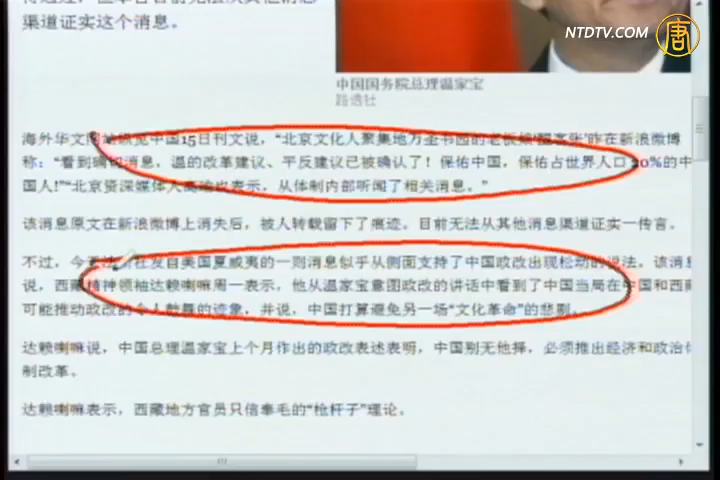 NTDTV.COM
唐
渠道证实这个消息。
中国国务院总理温家宝
路透社
海外华文网站 中国15日刊文说，“北京文化人聚集地万圣书园的老板娘 昨在新浪微博
称：“看到确切消息，温的改革建议、平反建议已被确认了！保佑中国，保佑占世界人口20%的中
国人!”“北京资深媒体人高瑜也表示，从体制内部听闻了相关消息。”
该消息原文在新浪微博上消失后，被人转载留下了痕迹。目前无法从其他消息渠道证实一传言。
不过，今天 社发自美国夏威夷的一则消息似乎从侧面支持了中国政改出现松动的说法。该消息
说，西藏精神领袖达赖喇嘛周一表示，他从温家宝意图政改的讲话中看到了中国当局在中国和西藏
可能推动政改的令人鼓舞的迹象，并说，中国打算避免另一场“文化革命”的悲剧。
达赖喇嘛说，中国总理温家宝上个月作出的政改表述表明，中国别无他择，必须推出经济和政治体
制改革。
达赖喇嘛表示，西藏地方官员只信奉毛的“枪杆子”理论。